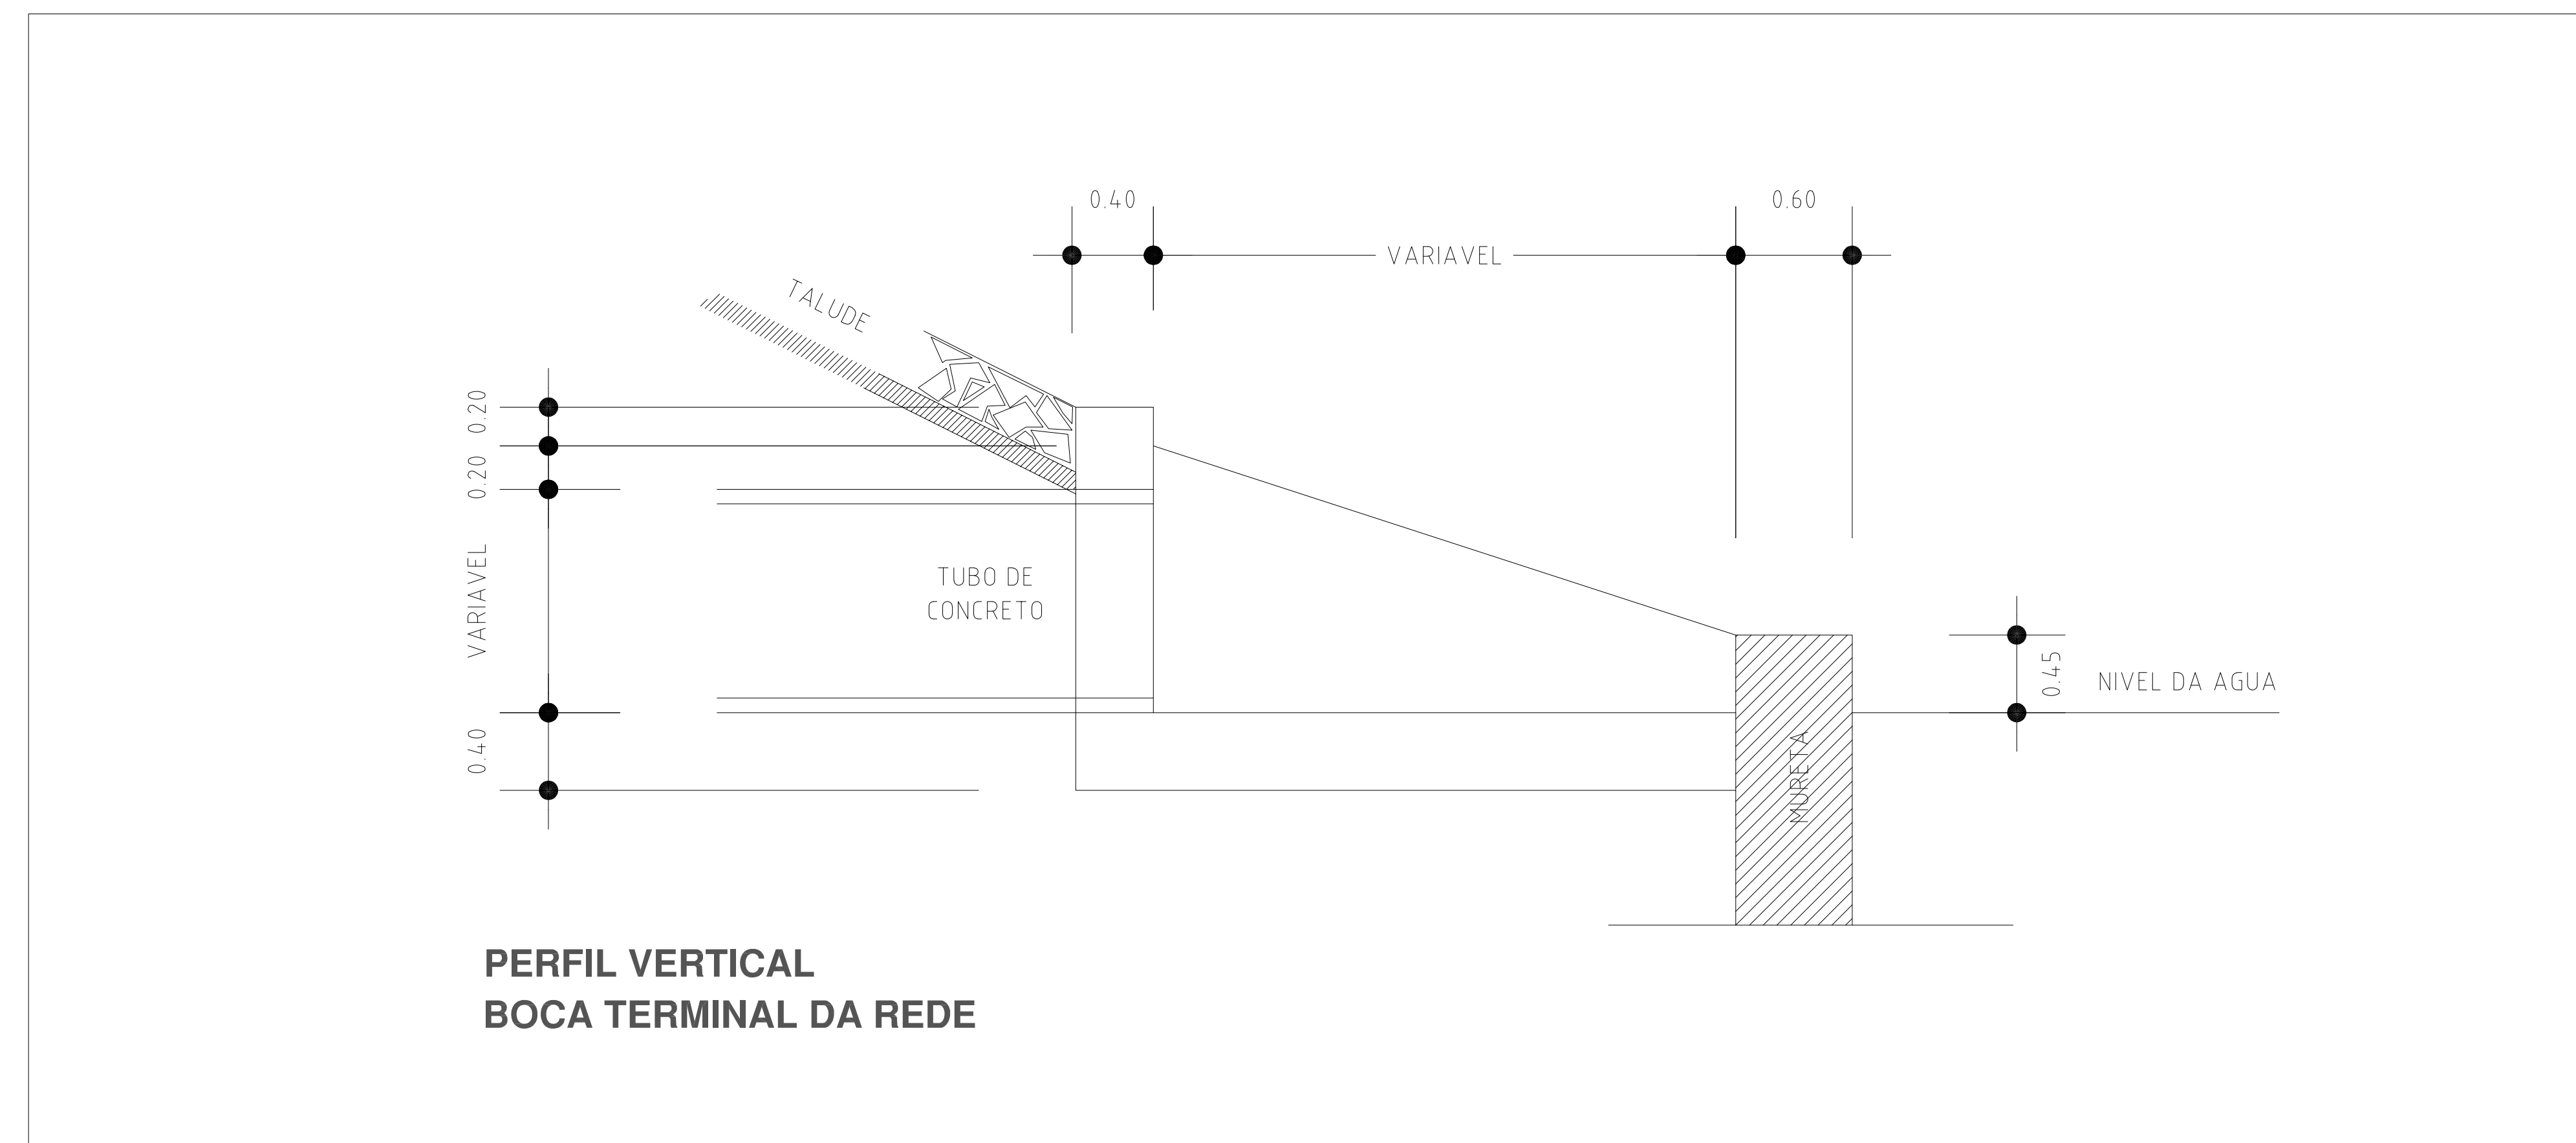 0.40
0.60
VARIAVEL
TALUDE
0.20
0.20
VARIAVEL
0.40
TUBO DE
CONCRETO
0.45
NIVEL DA AGUA
MURETA
PERFIL VERTICAL
BOCA TERMINAL DA REDE